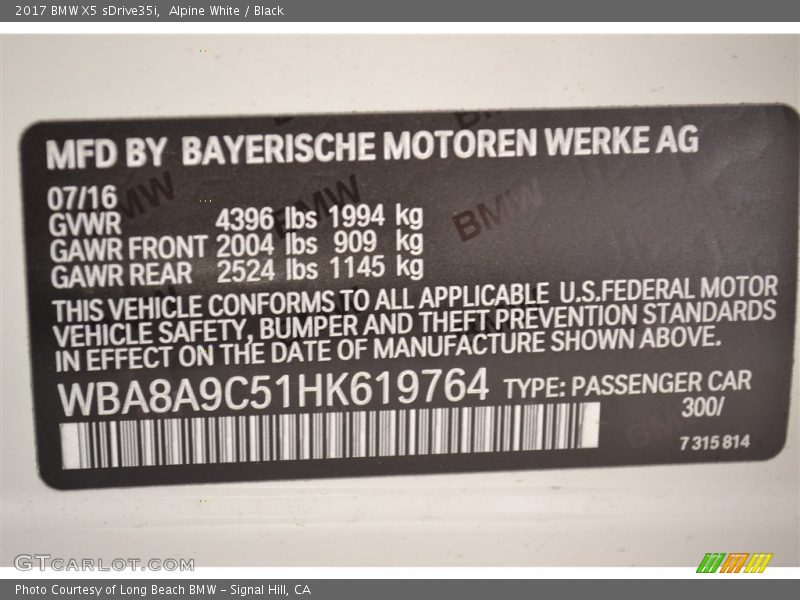 2017 BMW X5 sDrive35i, Alpine White / Black
MFD BY BAYERISCHE MOTOREN WERKE AG
07/16
GVWR 4396 lbs 1994 kg
GAWR FRONT 2004 lbs 909 kg
GAWR REAR 2524 lbs 1145 kg
THIS VEHICLE CONFORMS TO ALL APPLICABLE U.S.FEDERAL MOTOR
VEHICLE SAFETY, BUMPER AND THEFT PREVENTION STANDARDS
IN EFFECT ON THE DATE OF MANUFACTURE SHOWN ABOVE.
WBA8A9C51HK619764 TYPE: PASSENGER CAR
300/
7 315 814
GTCARLOT.COM
Photo Courtesy of Long Beach BMW - Signal Hill, CA